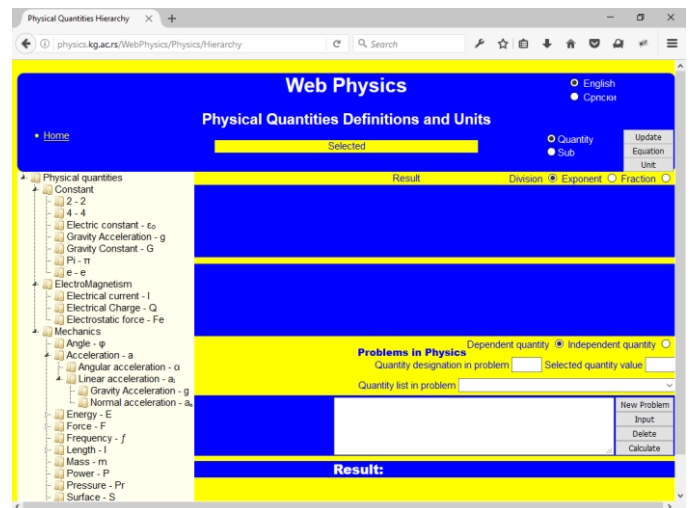 Physical Quantities Hierarchy
physics.kg.ac.rs/WebPhysics/Physics/Hierarchy
Search
Web Physics
English
Српски
Physical Quantities Definitions and Units
Home
Selected
Quantity
Sub
Update
Equation
Unit
Physical quantities
Constant
2 - 2
4 - 4
Electric constant - ε₀
Gravity Acceleration - g
Gravity Constant - G
Pi - π
e - e
ElectroMagnetism
Electrical current - I
Electrical Charge - Q
Electrostatic force - Fe
Mechanics
Angle - φ
Acceleration - a
Angular acceleration - α
Linear acceleration - aₗ
Gravity Acceleration - g
Normal acceleration - aₙ
Energy - E
Force - F
Frequency - ƒ
Length - l
Mass - m
Power - P
Pressure - Pr
Surface - S
Result Division Exponent Fraction
Dependent quantity Independent quantity
Problems in Physics
Quantity designation in problem Selected quantity value
Quantity list in problem
New Problem
Input
Delete
Calculate
Result: